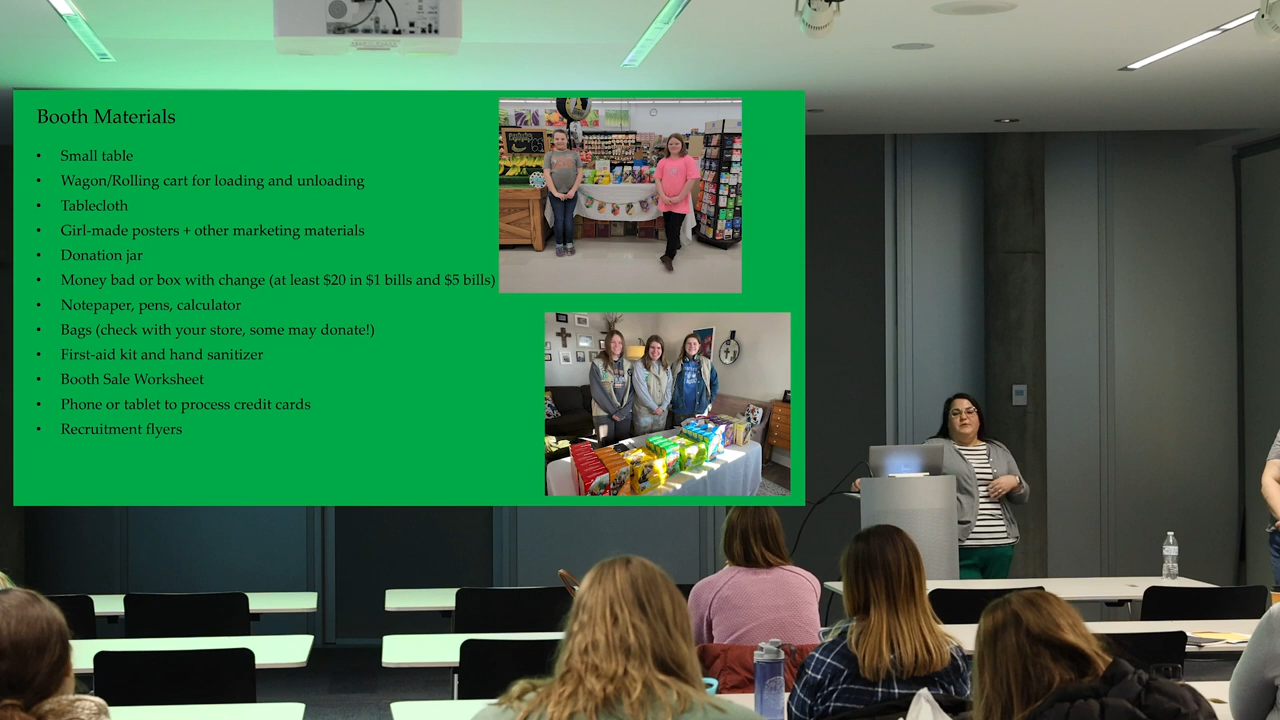 Booth Materials
• Small table
• Wagon/Rolling cart for loading and unloading
• Tablecloth
• Girl-made posters + other marketing materials
• Donation jar
• Money bad or box with change (at least $20 in $1 bills and $5 bills)
• Notepaper, pens, calculator
• Bags (check with your store, some may donate!)
• First-aid kit and hand sanitizer
• Booth Sale Worksheet
• Phone or tablet to process credit cards
• Recruitment flyers